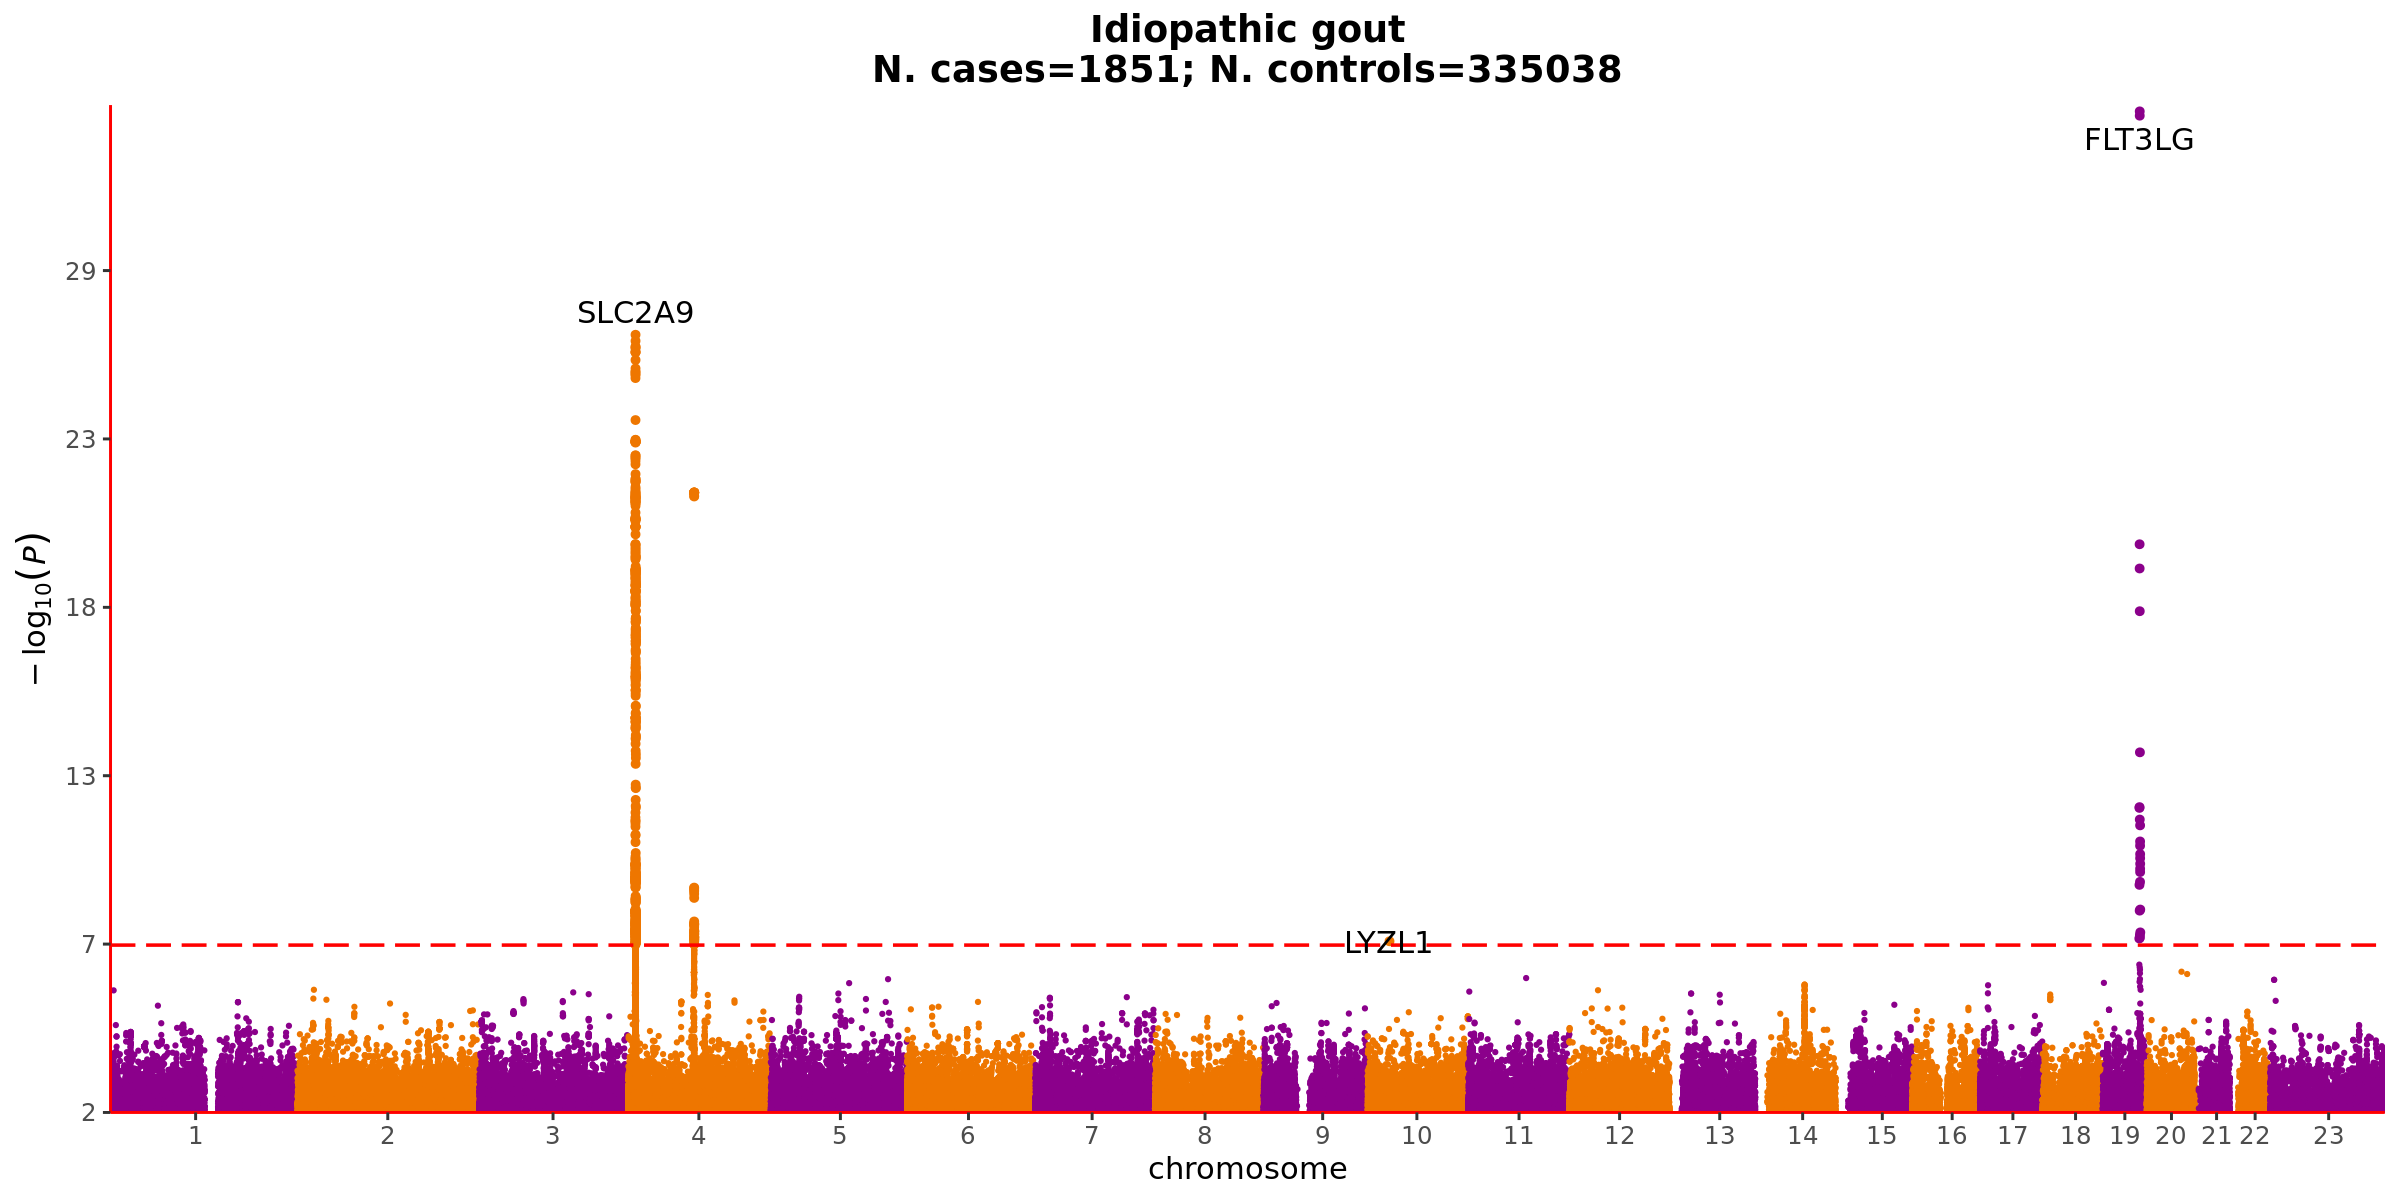 Idiopathic gout
N. cases=1851; N. controls=335038
FLT3LG
29
SLC2A9
23
− log10(P)
18
13
7
LYZL1
2
1 2 3 4 5 6 7 8 9 10 11 12 13 14 15 16 17 18 19 20 21 22 23
chromosome